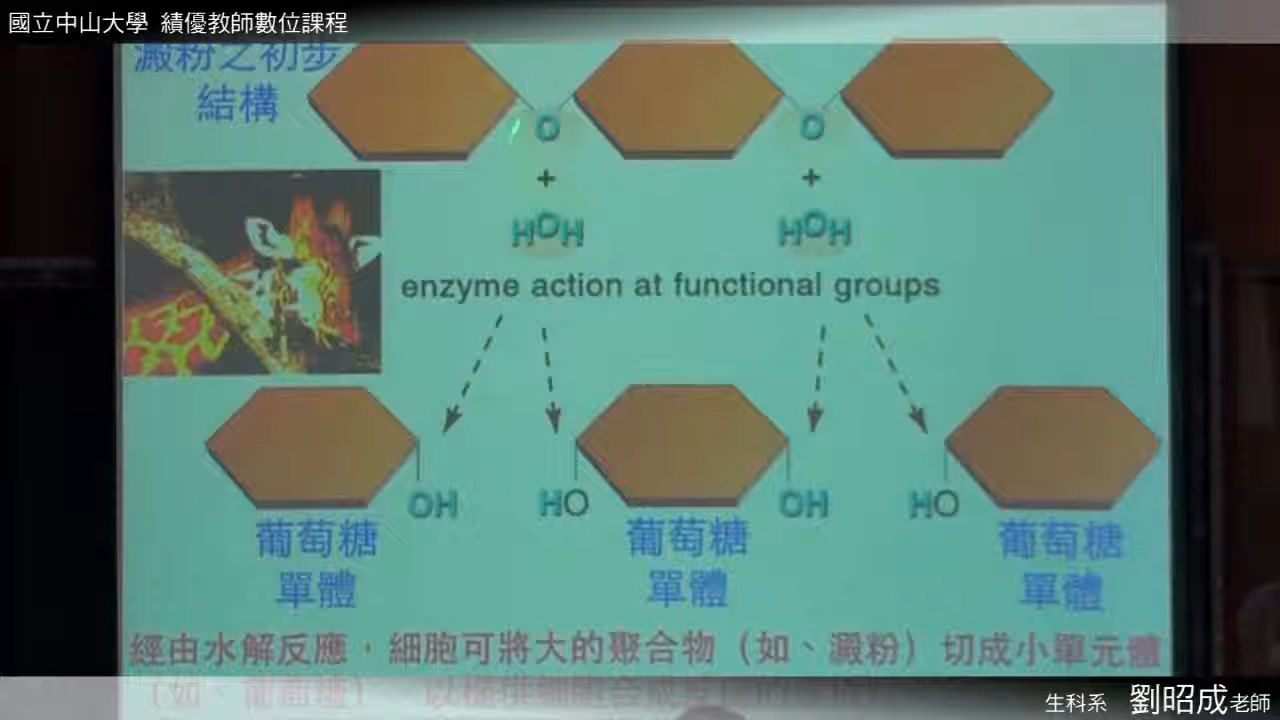 國立中山大學 績優教師數位課程
澱粉之初步
結構
O
O
+
+
HOH
HOH
enzyme action at functional groups
OH
HO
OH
HO
葡萄糖
單體
葡萄糖
單體
葡萄糖
單體
經由水解反應，細胞可將大的聚合物（如、澱粉）切成小單元體
生科系 劉昭成老師